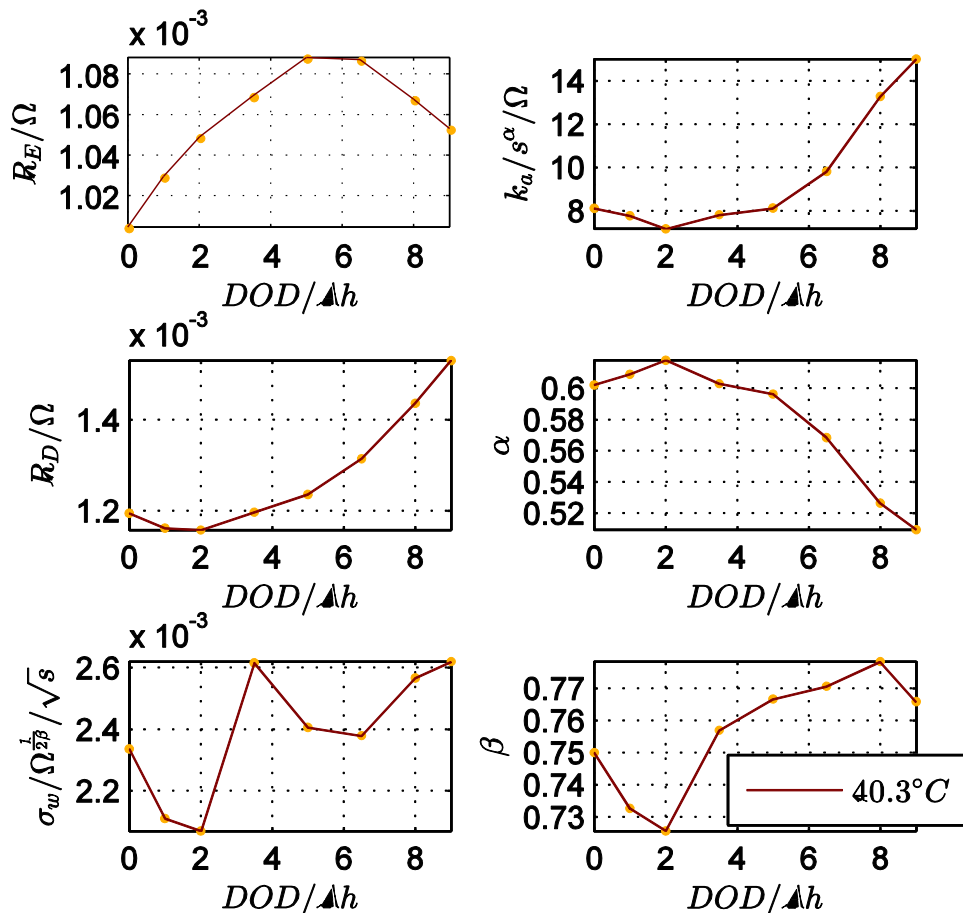 x 10⁻³
1.08
1.06
1.04
1.02
R_E/Ω
0 2 4 6 8
DOD/Ah
14
12
10
8
k_a/s^α/Ω
0 2 4 6 8
DOD/Ah
x 10⁻³
1.4
1.2
R_D/Ω
0 2 4 6 8
DOD/Ah
0.6
0.58
0.56
0.54
0.52
α
0 2 4 6 8
DOD/Ah
x 10⁻³
2.6
2.4
2.2
σ_w/Ω^{1/2β}/√s
0 2 4 6 8
DOD/Ah
0.77
0.76
0.75
0.74
0.73
β
0 2 4 6 8
DOD/Ah
40.3°C